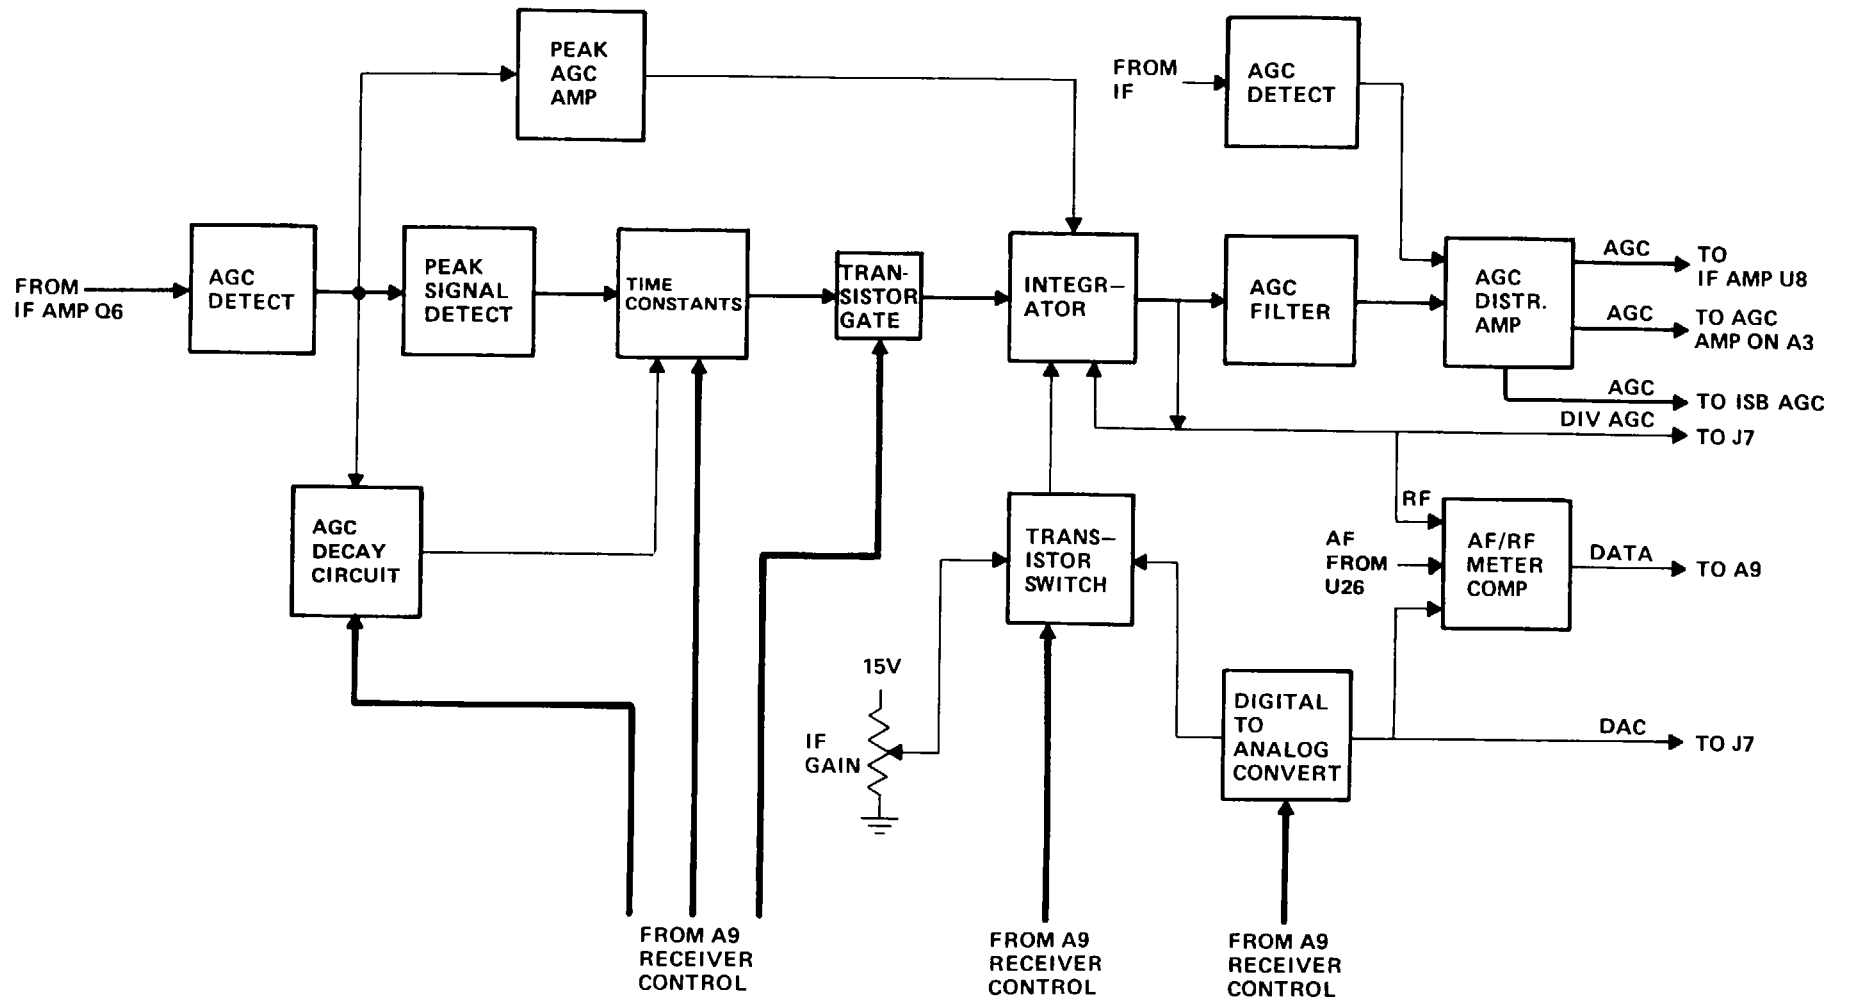 PEAK
AGC
AMP
FROM
IF
AGC
DETECT
FROM
IF AMP Q6
AGC
DETECT
PEAK
SIGNAL
DETECT
TIME
CONSTANTS
TRAN-
SISTOR
GATE
INTEGR-
ATOR
AGC
FILTER
AGC
DISTR.
AMP
AGC
TO
IF AMP U8
AGC
TO AGC
AMP ON A3
AGC
TO ISB AGC
DIV AGC
TO J7
AGC
DECAY
CIRCUIT
TRANS-
ISTOR
SWITCH
RF
AF
FROM
U26
AF/RF
METER
COMP
DATA
TO A9
15V
IF
GAIN
DIGITAL
TO
ANALOG
CONVERT
DAC
TO J7
FROM A9
RECEIVER
CONTROL
FROM A9
RECEIVER
CONTROL
FROM A9
RECEIVER
CONTROL